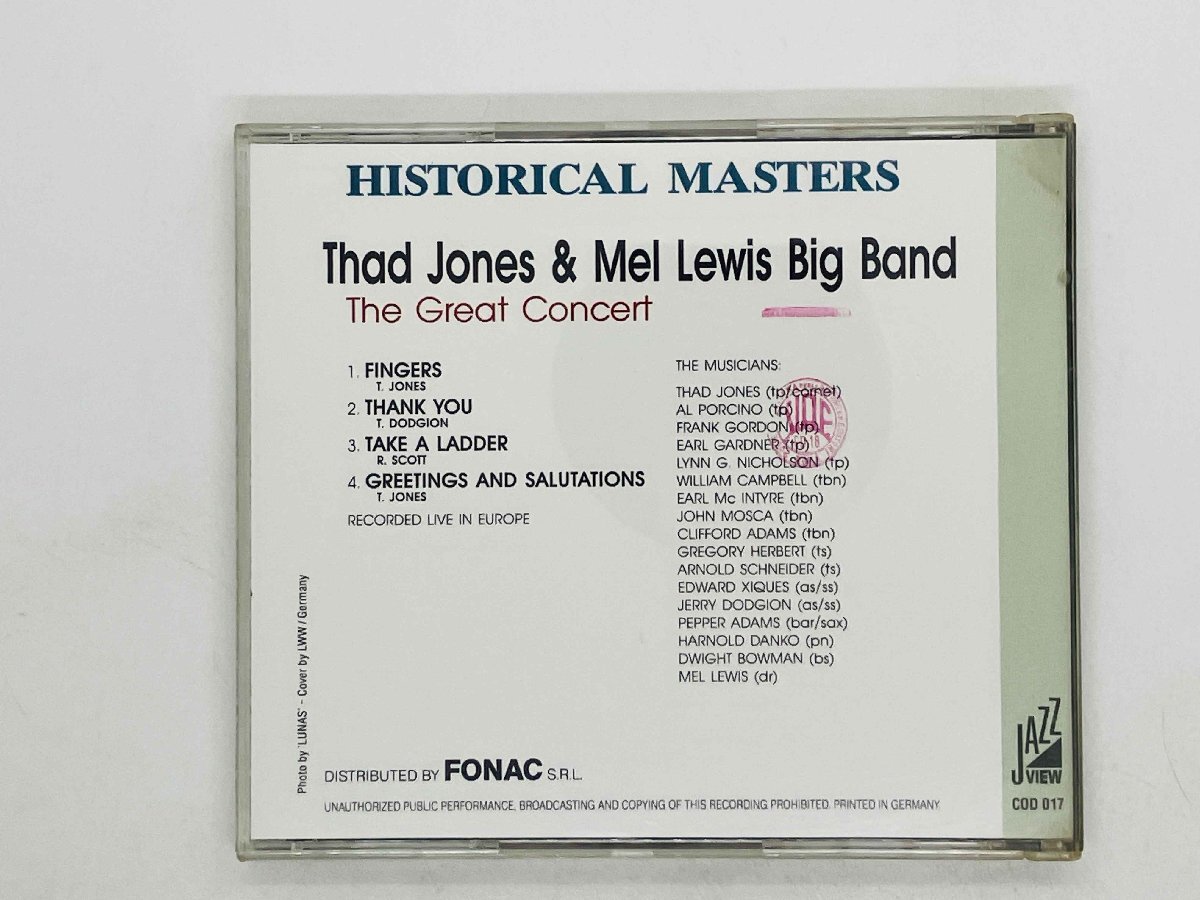 HISTORICAL MASTERS
Thad Jones & Mel Lewis Big Band
The Great Concert
1. FINGERS
T. JONES
2. THANK YOU
T. DODGION
3. TAKE A LADDER
R. SCOTT
4. GREETINGS AND SALUTATIONS
T. JONES
RECORDED LIVE IN EUROPE
THE MUSICIANS:
THAD JONES (tp/cornet)
AL PORCINO (tp)
FRANK GORDON (tp)
EARL GARDNER (tp)
LYNN G. NICHOLSON (tp)
WILLIAM CAMPBELL (tbn)
EARL Mc INTYRE (tbn)
JOHN MOSCA (tbn)
CLIFFORD ADAMS (tbn)
GREGORY HERBERT (ts)
ARNOLD SCHNEIDER (ts)
EDWARD XIQUES (as/ss)
JERRY DODGION (as/ss)
PEPPER ADAMS (bar/sax)
HARNOLD DANKO (pn)
DWIGHT BOWMAN (bs)
MEL LEWIS (dr)
Photo by "LUNAS" - Cover by LWW / Germany
DISTRIBUTED BY FONAC S.R.L.
UNAUTHORIZED PUBLIC PERFORMANCE, BROADCASTING AND COPYING OF THIS RECORDING PROHIBITED. PRINTED IN GERMANY
JAZZ
VIEW
COD 017